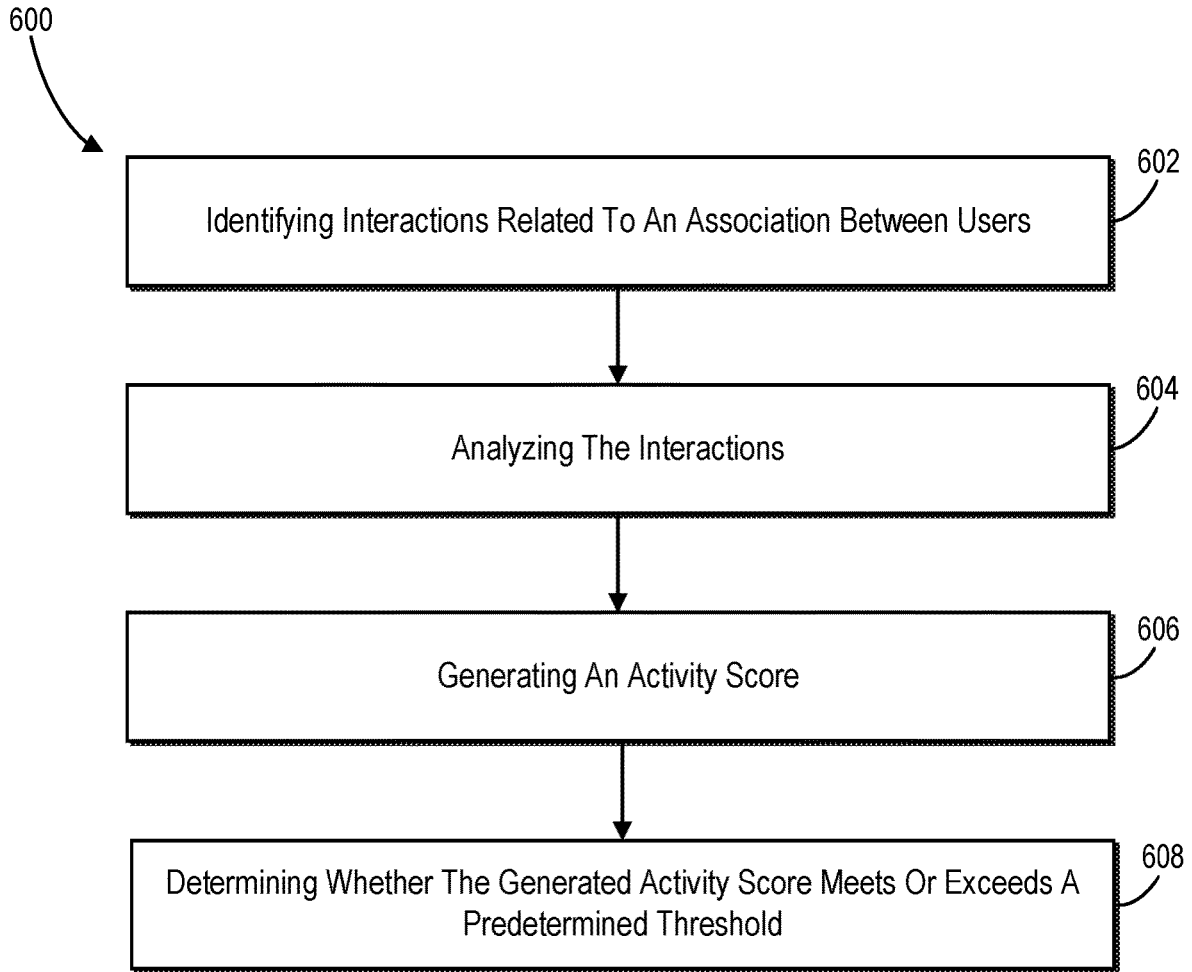 600
602
Identifying Interactions Related To An Association Between Users
604
Analyzing The Interactions
606
Generating An Activity Score
608
Determining Whether The Generated Activity Score Meets Or Exceeds A
Predetermined Threshold